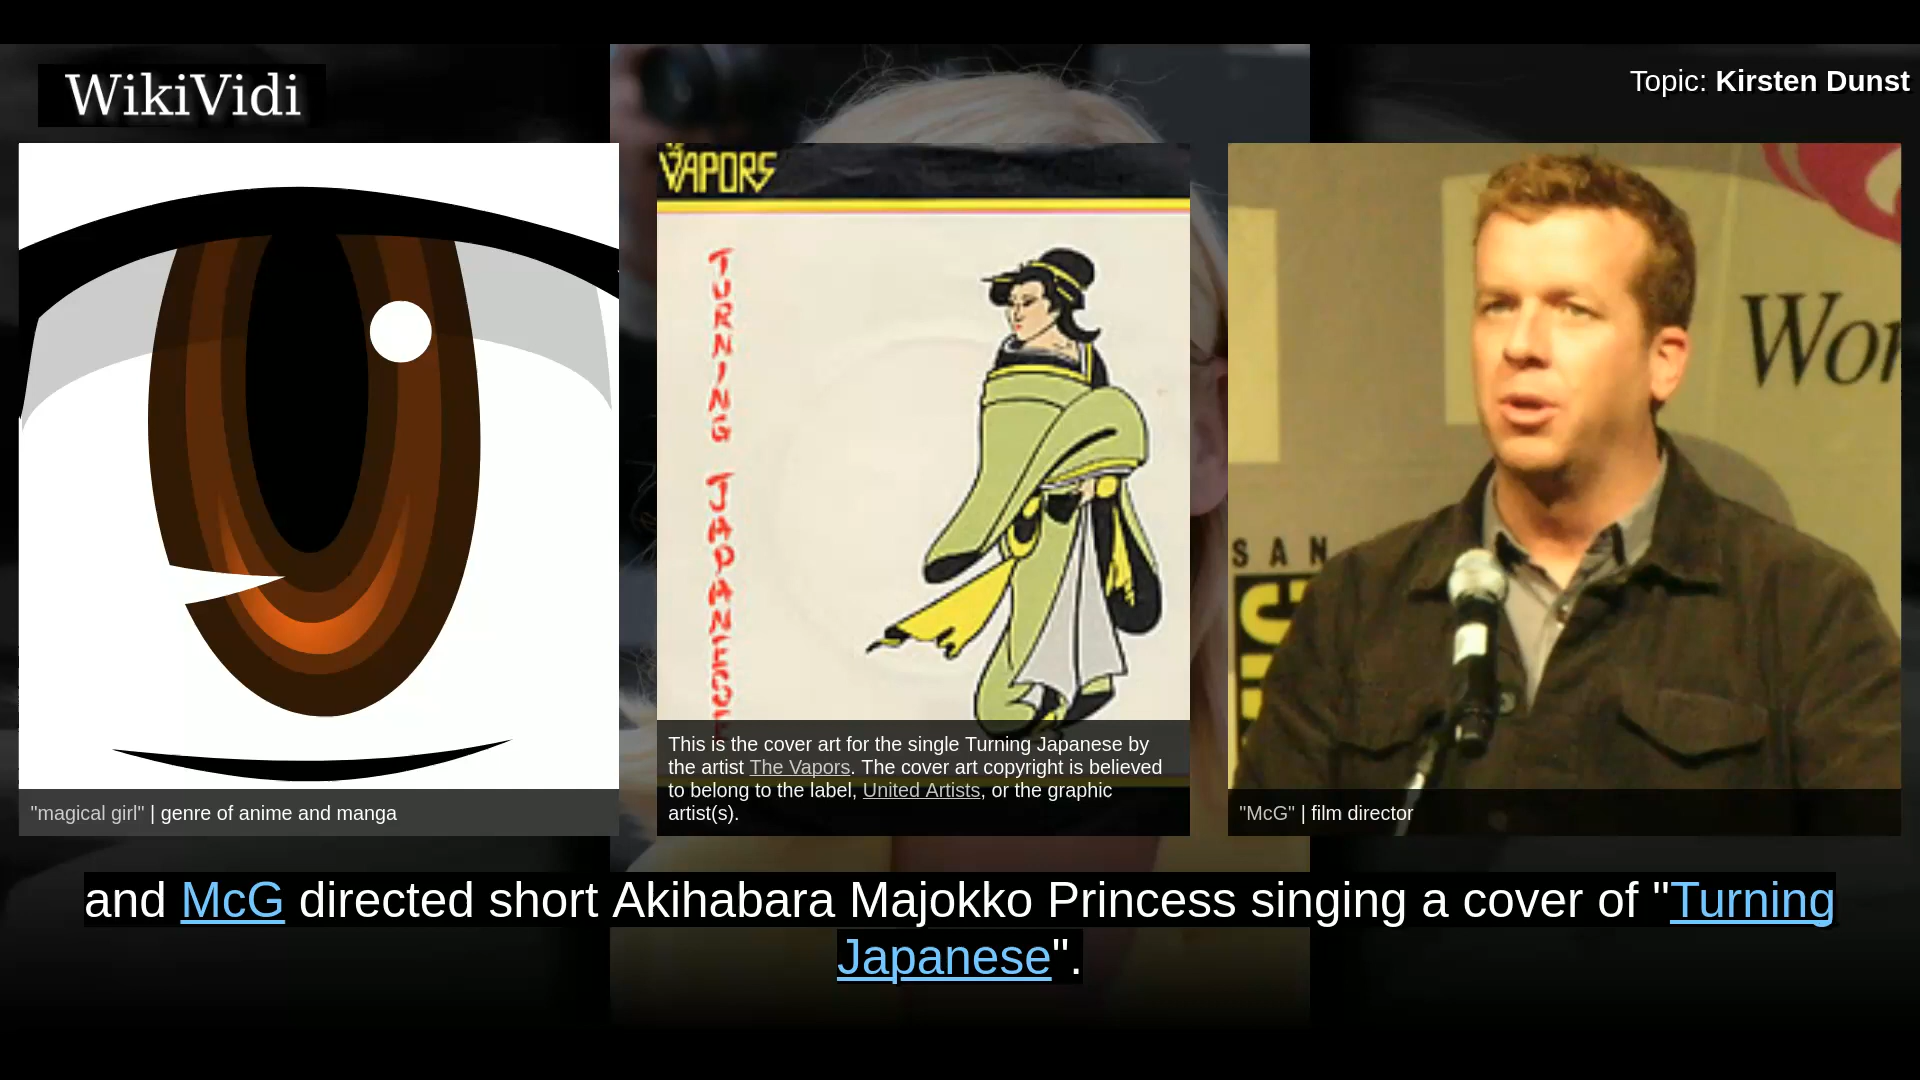 WikiVidi
Topic: Kirsten Dunst
VAPORS
TURNING JAPANESE
Wor
SAN
"magical girl" | genre of anime and manga
This is the cover art for the single Turning Japanese by
the artist The Vapors. The cover art copyright is believed
to belong to the label, United Artists, or the graphic
artist(s).
"McG" | film director
and McG directed short Akihabara Majokko Princess singing a cover of "Turning
Japanese".